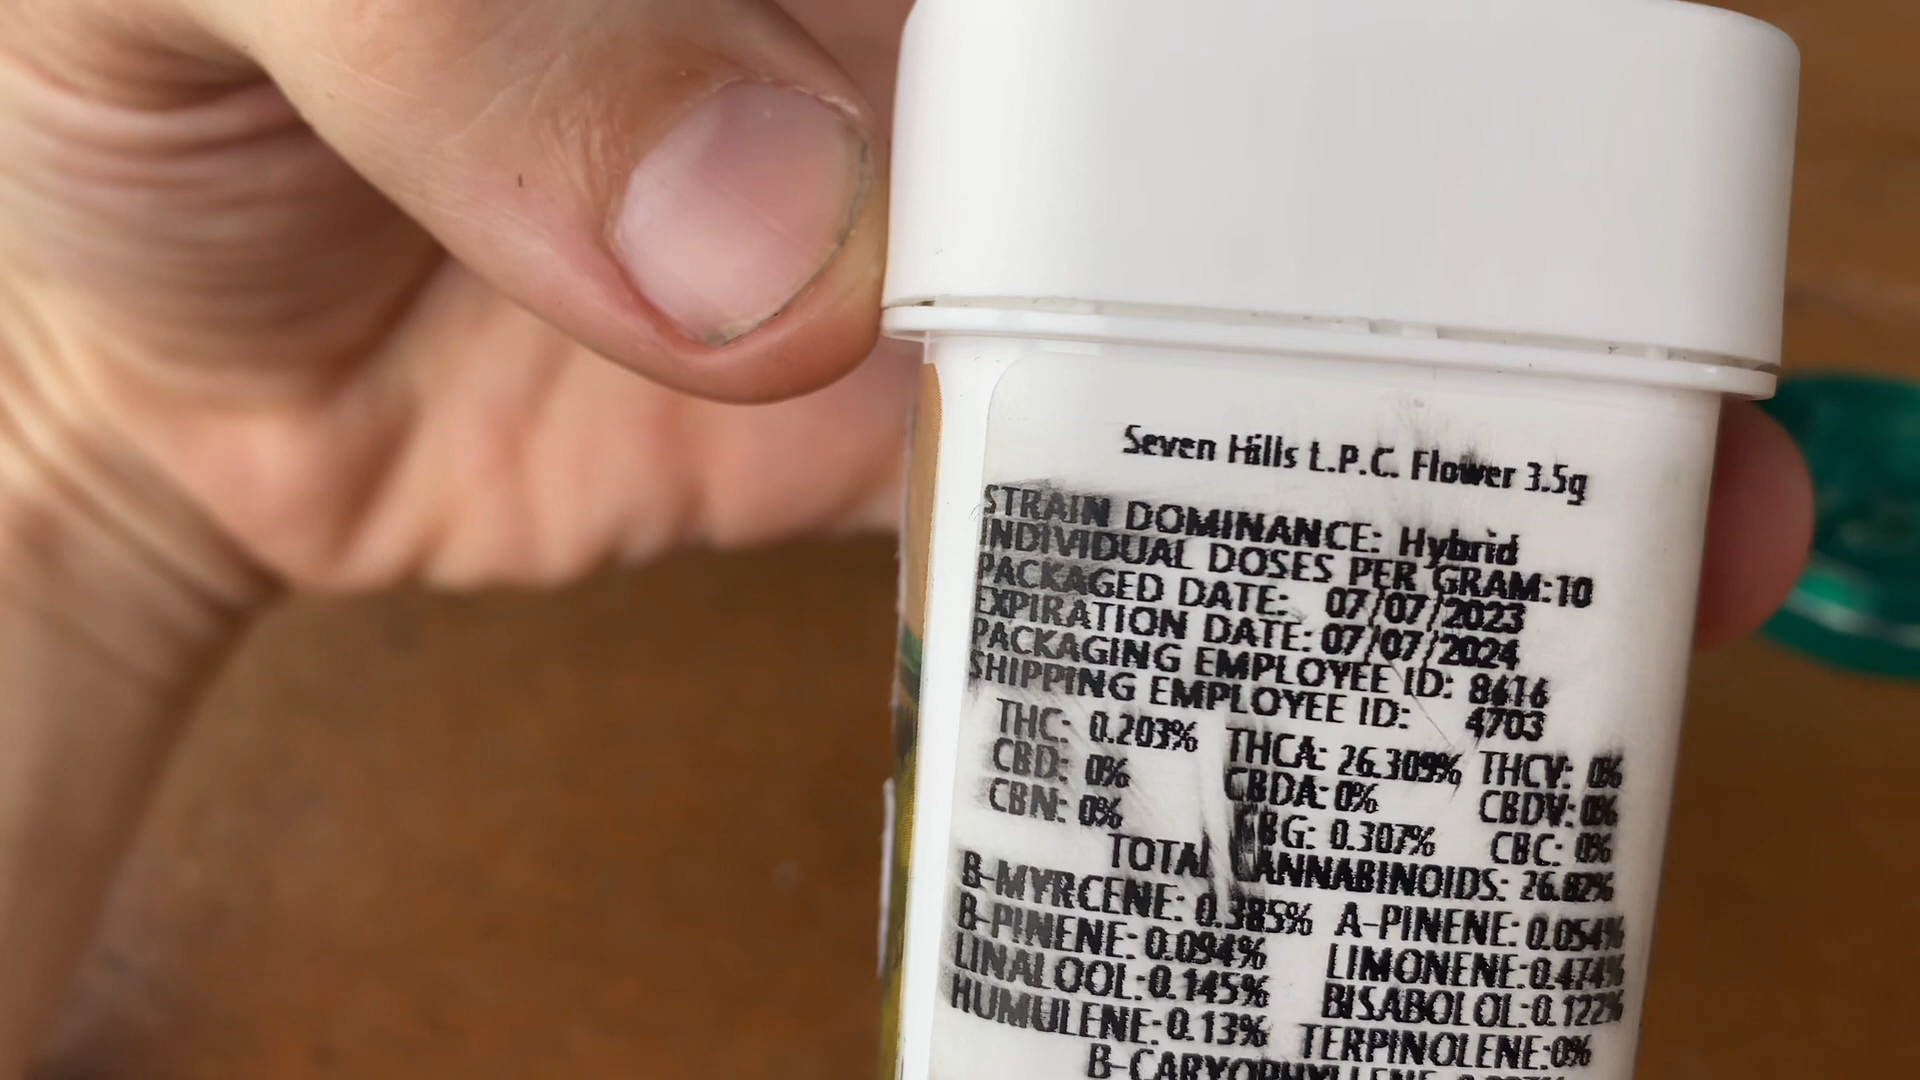 Seven Hills L.P.C. Flower 3.5g
STRAIN DOMINANCE: Hybrid
INDIVIDUAL DOSES PER GRAM:10
PACKAGED DATE: 07/07/2023
EXPIRATION DATE: 07/07/2024
PACKAGING EMPLOYEE ID: 8616
SHIPPING EMPLOYEE ID: 4703
THC: 0.203% THCA: 26.309% THCV: 0%
CBD: 0% CBDA: 0% CBDV: 0%
CBN: 0% CBG: 0.307% CBC: 0%
TOTAL CANNABINOIDS: 26.82%
B-MYRCENE: 0.385% A-PINENE: 0.054%
B-PINENE: 0.094% LIMONENE: 0.474%
LINALOOL: 0.145% BISABOLOL: 0.122%
HUMULENE: 0.13% TERPINOLENE: 0%
B-CARYOPHYLLENE: